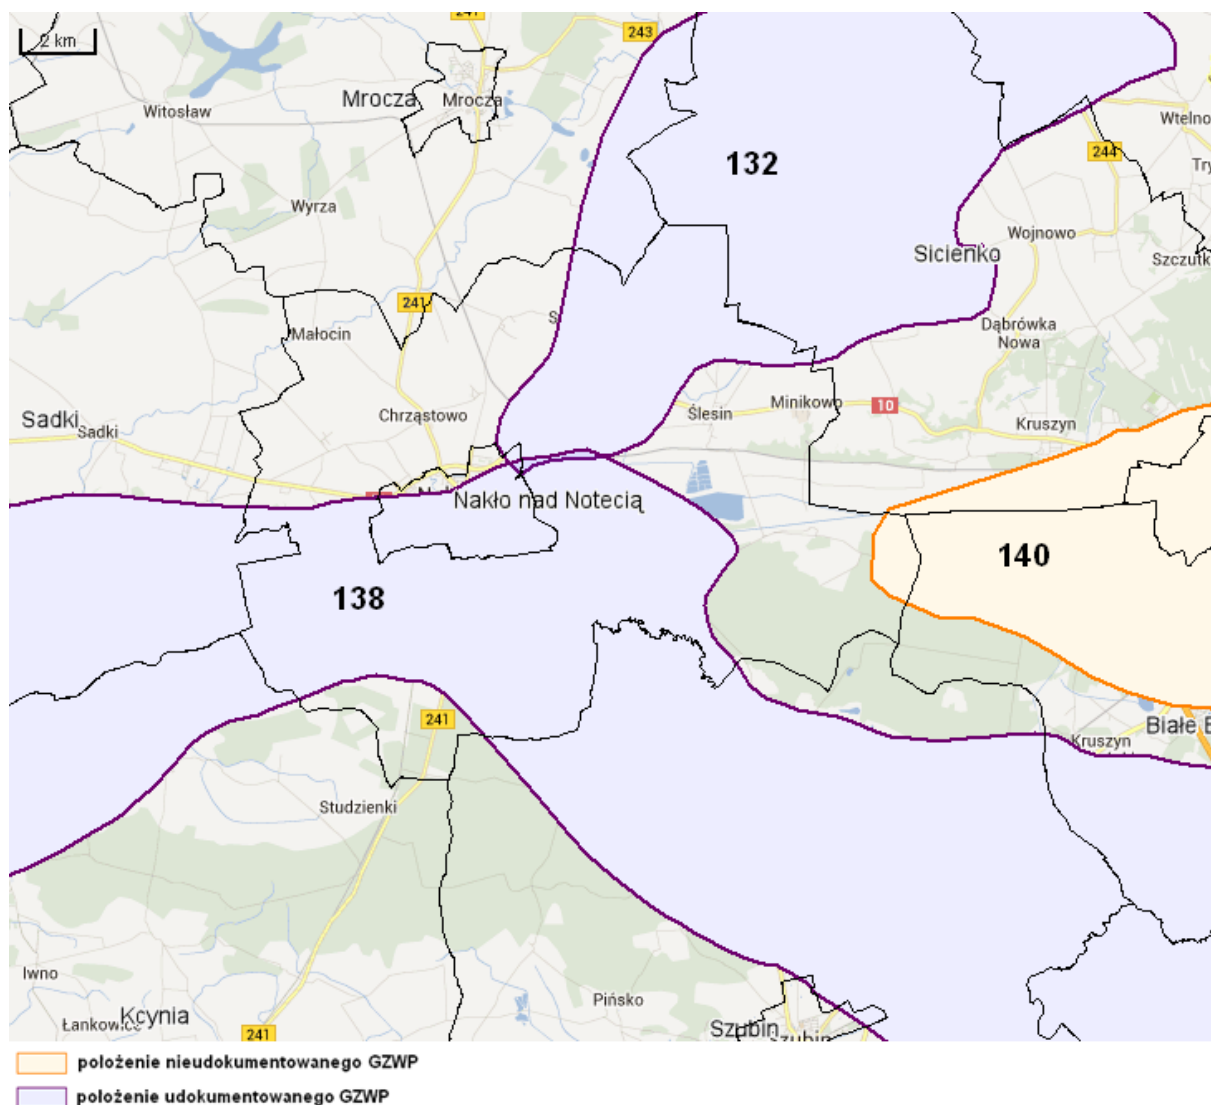 241
243
2 km
Mrocza
Mrocza
Witosław
Wtelno
244
132
Try
Wyrza
Wojnowo
Sicienko
Szczutk
241
S
Małocin
Dąbrówka
Nowa
Sadki
Sadki
Chrząstowo
Ślesin
Minikowo
10
Kruszyn
Nakło nad Notecią
140
138
241
Białe B
Kruszyn
Studzienki
Iwno
Pińsko
Kcynia
Łankowic
241
Szubin
Szubin
położenie nieudokumentowanego GZWP
położenie udokumentowanego GZWP